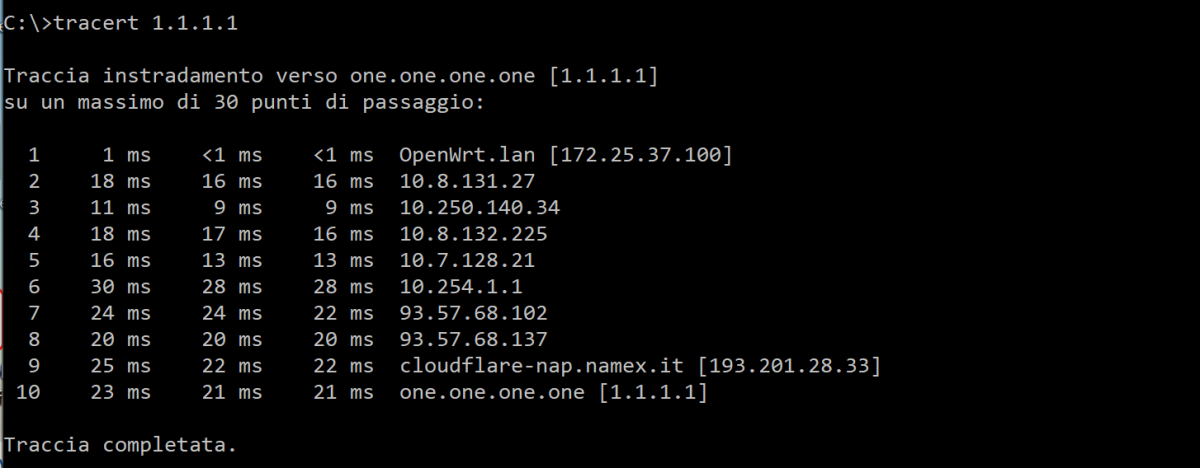 C:\>tracert 1.1.1.1
Traccia instradamento verso one.one.one.one [1.1.1.1]
su un massimo di 30 punti di passaggio:
1 1 ms <1 ms <1 ms OpenWrt.lan [172.25.37.100]
2 18 ms 16 ms 16 ms 10.8.131.27
3 11 ms 9 ms 9 ms 10.250.140.34
4 18 ms 17 ms 16 ms 10.8.132.225
5 16 ms 13 ms 13 ms 10.7.128.21
6 30 ms 28 ms 28 ms 10.254.1.1
7 24 ms 24 ms 22 ms 93.57.68.102
8 20 ms 20 ms 20 ms 93.57.68.137
9 25 ms 22 ms 22 ms cloudflare-nap.namex.it [193.201.28.33]
10 23 ms 21 ms 21 ms one.one.one.one [1.1.1.1]
Traccia completata.